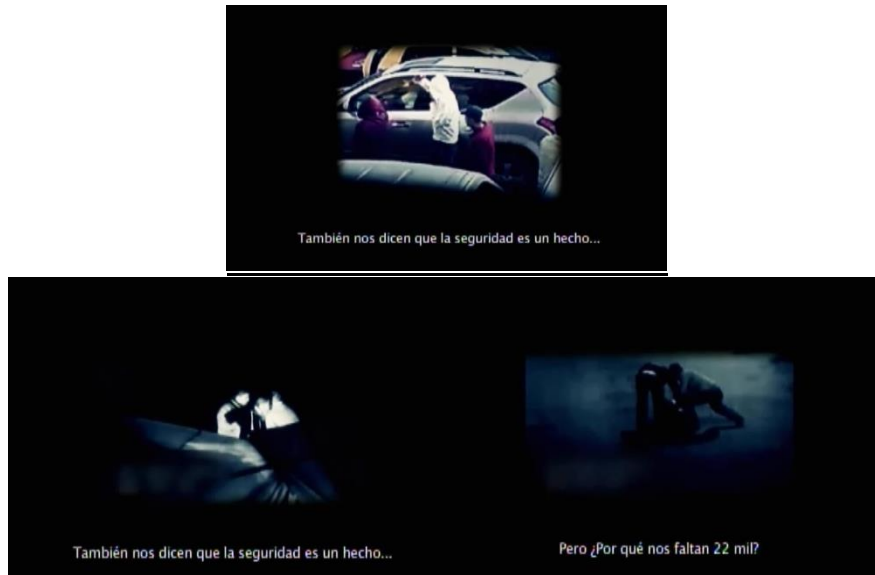 También nos dicen que la seguridad es un hecho...
También nos dicen que la seguridad es un hecho...
Pero ¿Por qué nos faltan 22 mil?